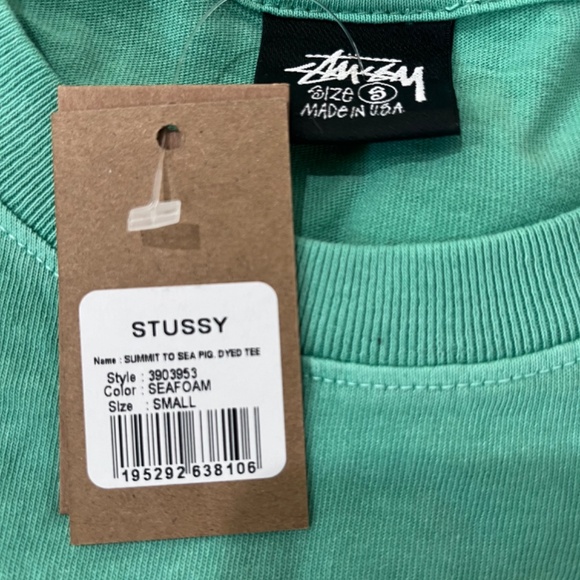 STUSSY
SIZE S
MADE IN U.S.A.
STUSSY
Name : SUMMIT TO SEA PIG. DYED TEE
Style : 3903953
Color : SEAFOAM
Size : SMALL
195292 638106